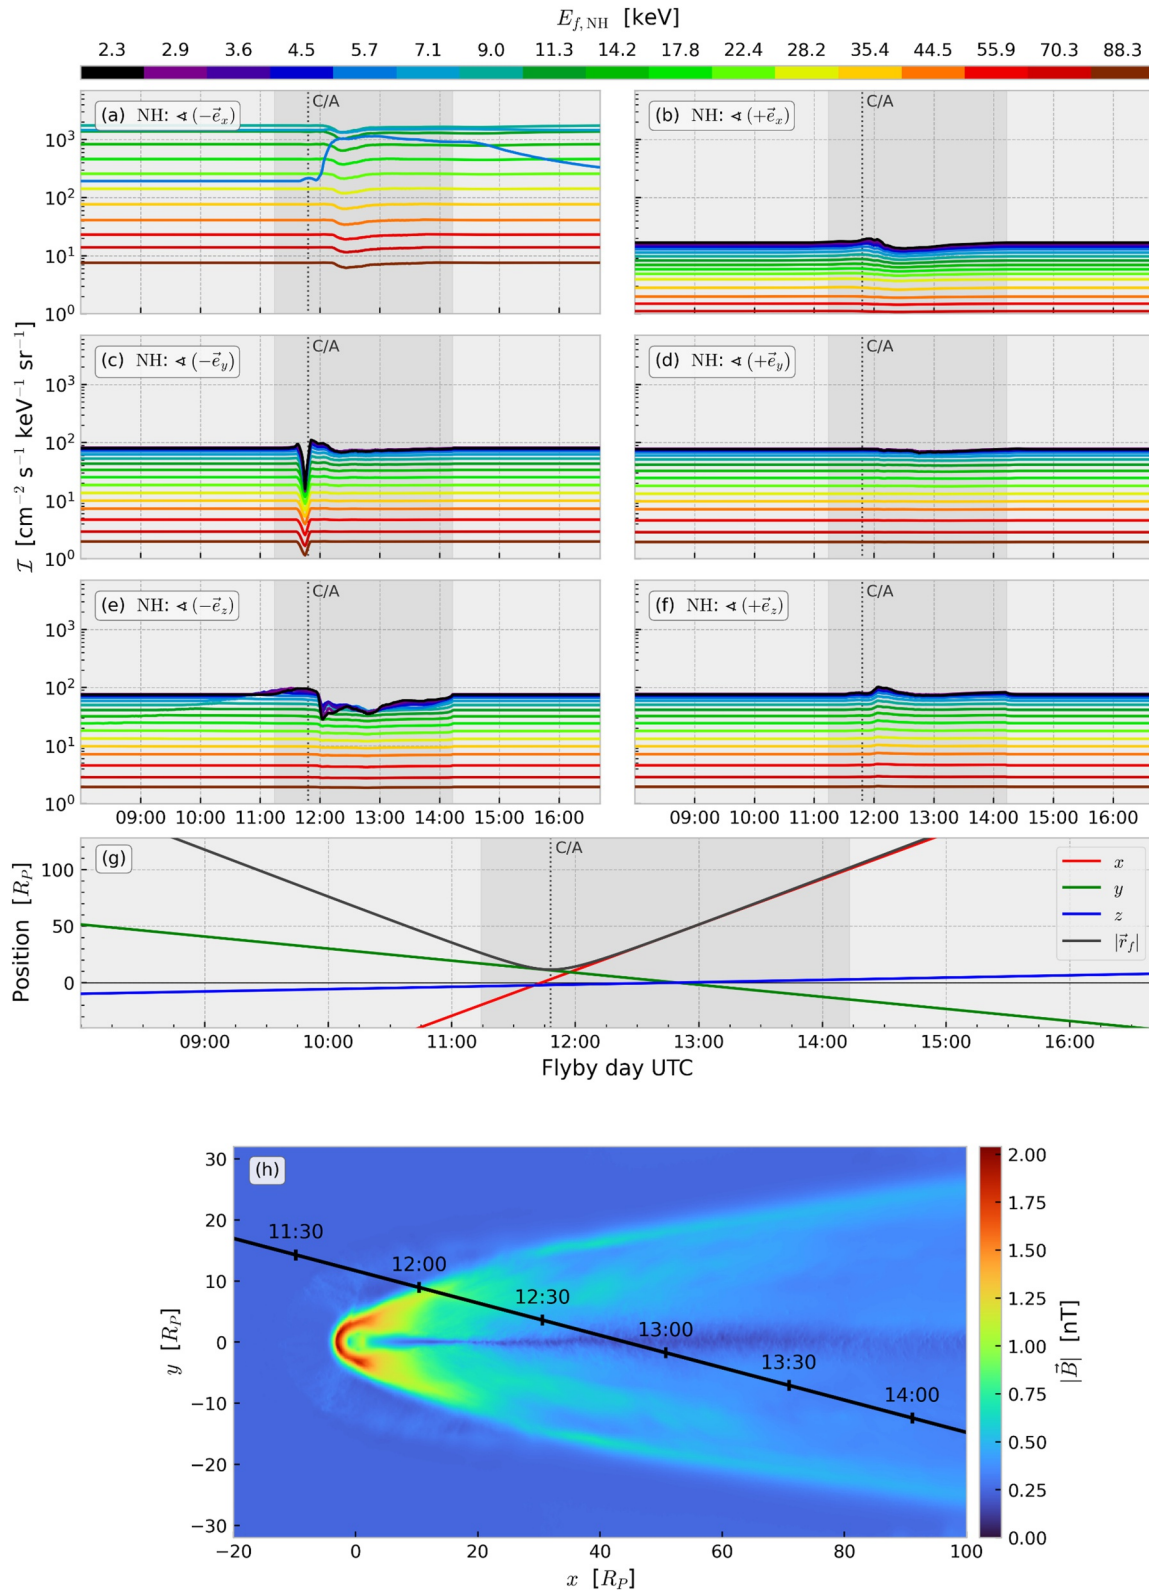 E_{f,NH} [keV]
2.3 2.9 3.6 4.5 5.7 7.1 9.0 11.3 14.2 17.8 22.4 28.2 35.4 44.5 55.9 70.3 88.3
(a) NH: ∢(−e⃗_x)
C/A
(b) NH: ∢(+e⃗_x)
C/A
10³
10²
10¹
10⁰
(c) NH: ∢(−e⃗_y)
C/A
(d) NH: ∢(+e⃗_y)
C/A
10³
10²
10¹
10⁰
ℐ [cm⁻² s⁻¹ keV⁻¹ sr⁻¹]
(e) NH: ∢(−e⃗_z)
C/A
(f) NH: ∢(+e⃗_z)
C/A
10³
10²
10¹
10⁰
09:00 10:00 11:00 12:00 13:00 14:00 15:00 16:00
09:00 10:00 11:00 12:00 13:00 14:00 15:00 16:00
(g)
C/A
x
y
z
|r⃗_f|
Position [R_P]
100
50
0
09:00 10:00 11:00 12:00 13:00 14:00 15:00 16:00
Flyby day UTC
(h)
11:30
12:00
12:30
13:00
13:30
14:00
y [R_P]
30
20
10
0
−10
−20
−30
−20 0 20 40 60 80 100
x [R_P]
2.00
1.75
1.50
1.25
1.00
0.75
0.50
0.25
0.00
|B⃗| [nT]